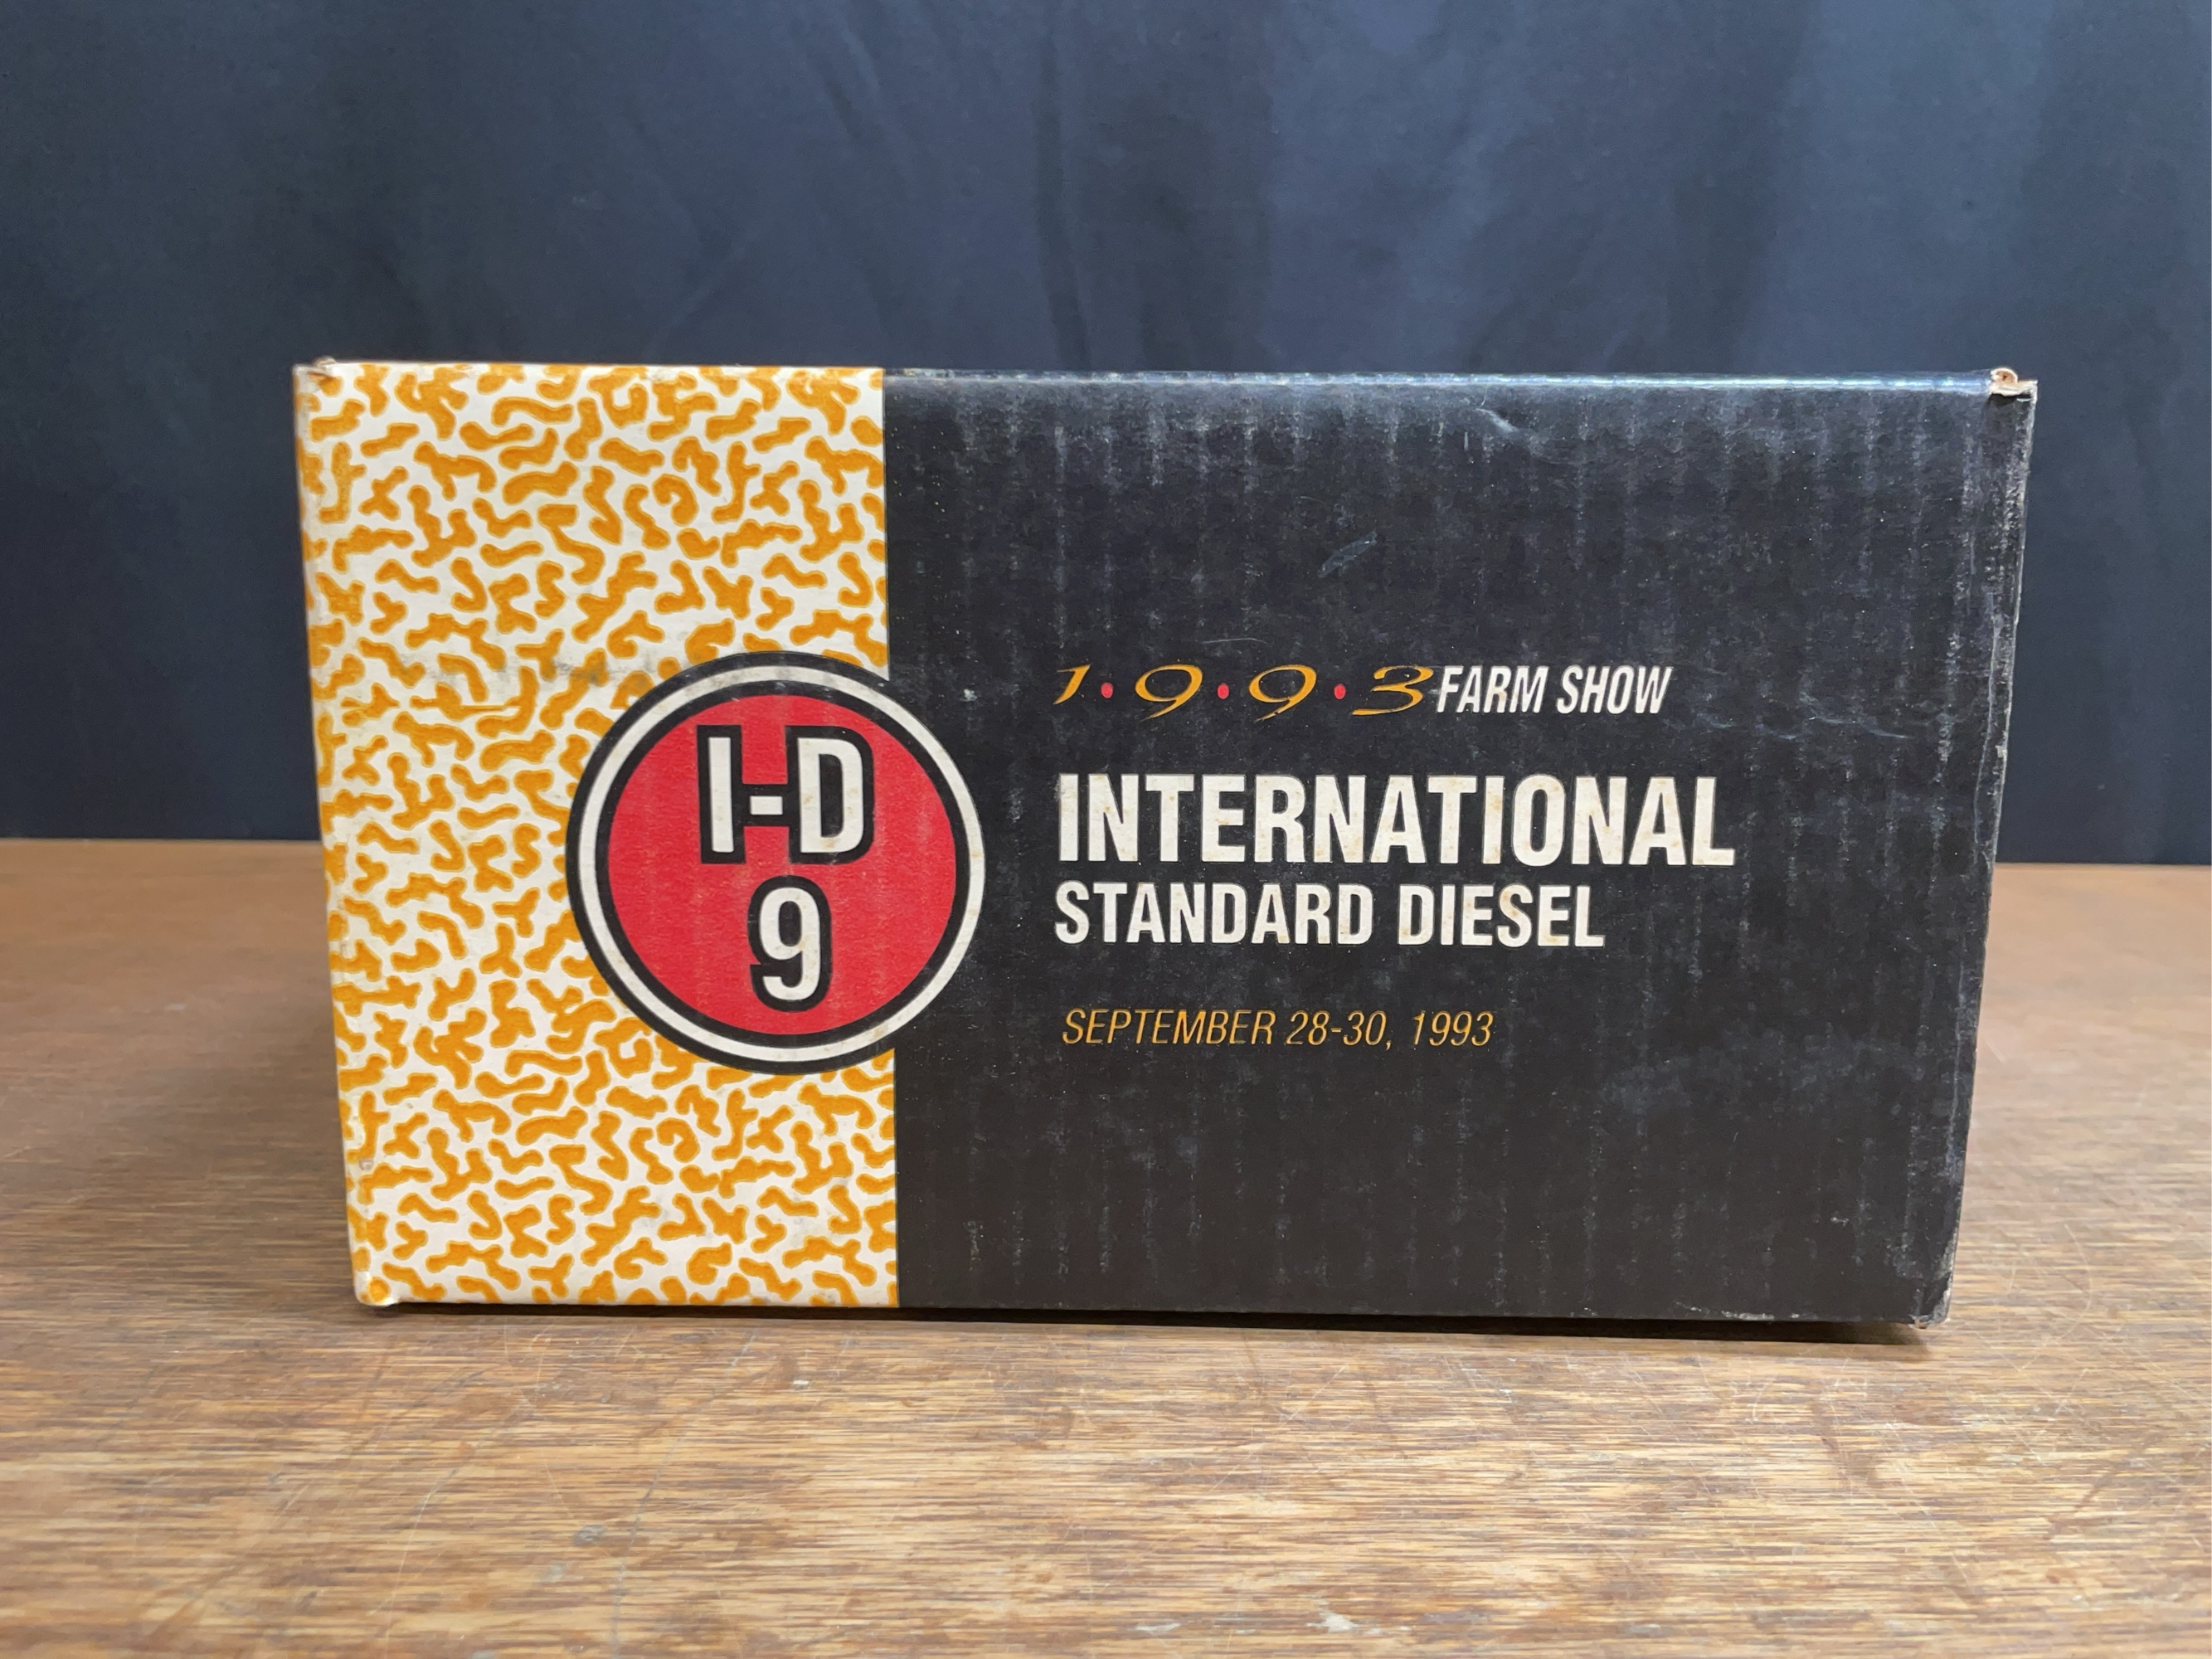 I-D
9
1·9·9·3 FARM SHOW
INTERNATIONAL
STANDARD DIESEL
SEPTEMBER 28-30, 1993